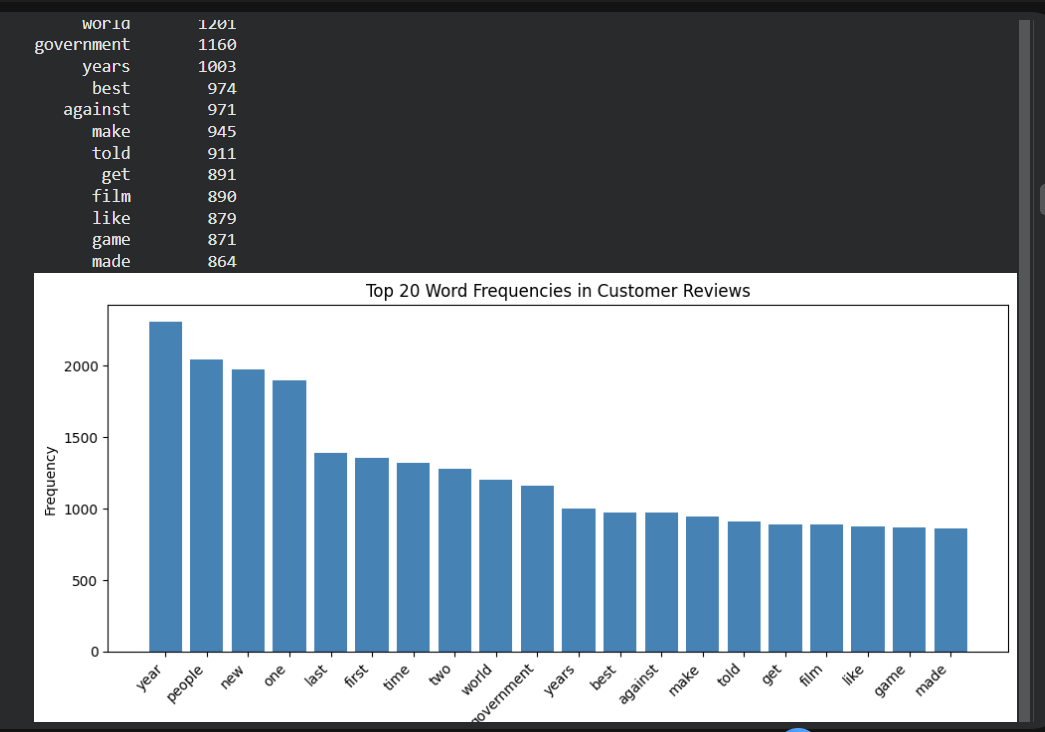 world 1201
government 1160
years 1003
best 974
against 971
make 945
told 911
get 891
film 890
like 879
game 871
made 864
Top 20 Word Frequencies in Customer Reviews
Frequency
2000
1500
1000
500
0
year people new one last first time two world government years best against make told get film like game made